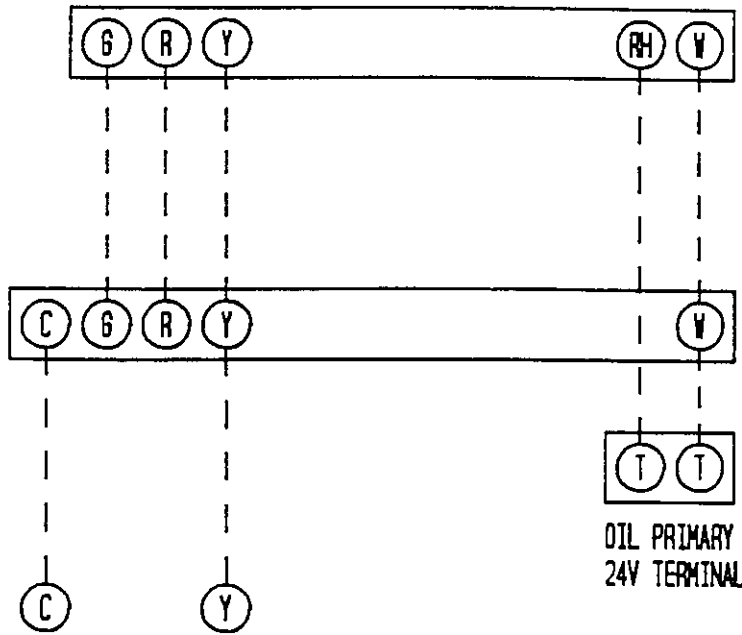 G R Y RH W
C G R Y W
T T
OIL PRIMARY
24V TERMINAL
C Y